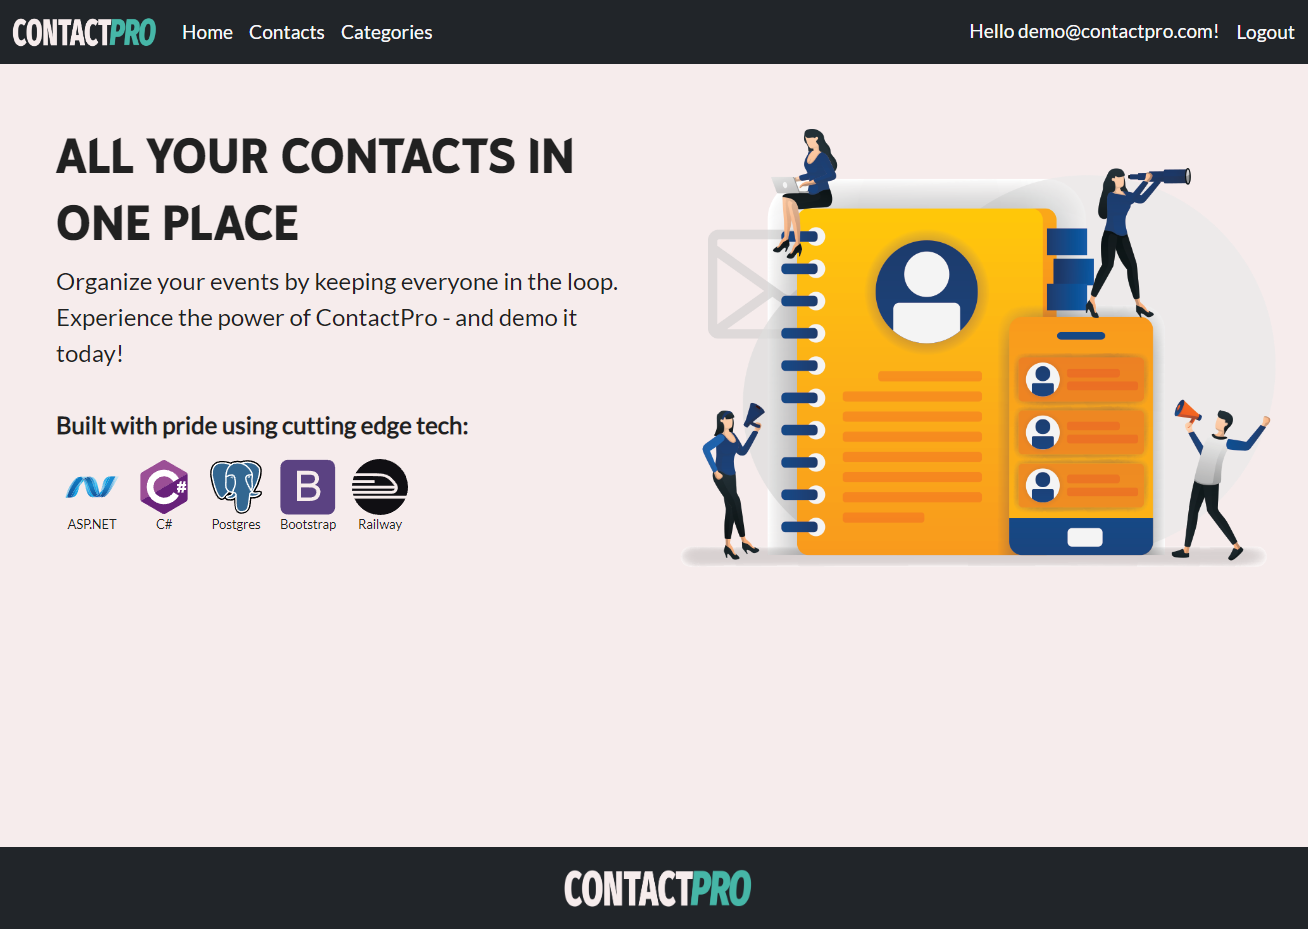 CONTACTPRO Home Contacts Categories Hello demo@contactpro.com! Logout
ALL YOUR CONTACTS IN
ONE PLACE
Organize your events by keeping everyone in the loop.
Experience the power of ContactPro - and demo it
today!
Built with pride using cutting edge tech:
C# B
ASP.NET C# Postgres Bootstrap Railway
CONTACTPRO